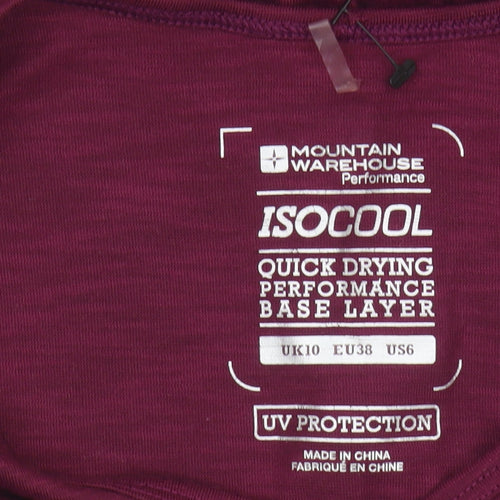 MOUNTAIN
WAREHOUSE
Performance
ISOCOOL
QUICK DRYING
PERFORMANCE
BASE LAYER
UK10 EU38 US6
UV PROTECTION
MADE IN CHINA
FABRIQUÉ EN CHINE